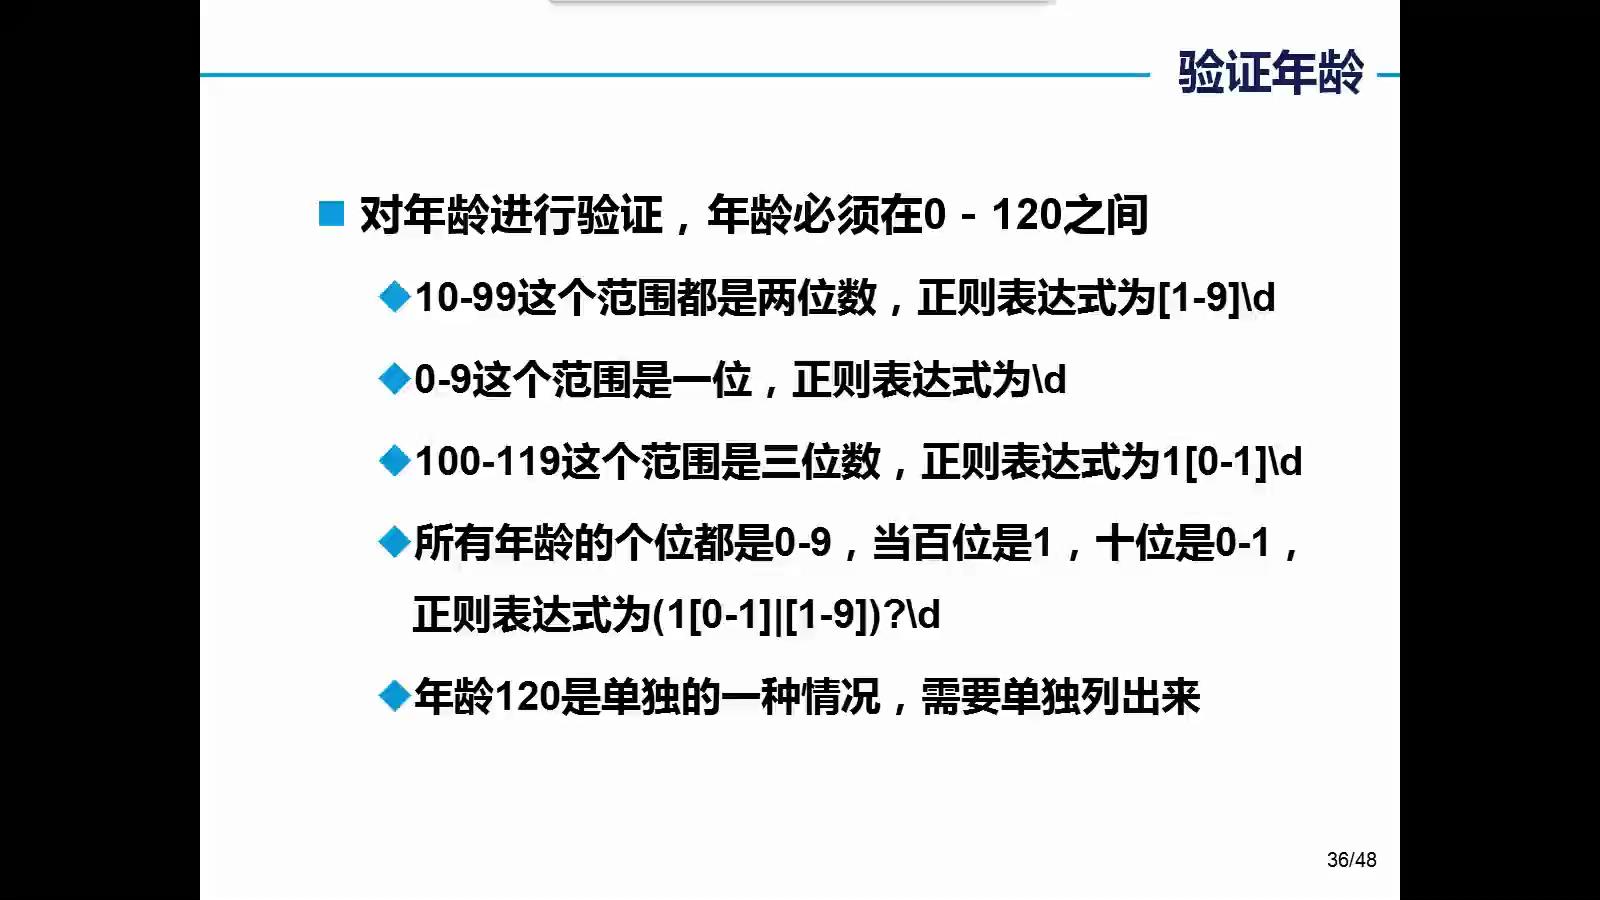 验证年龄
对年龄进行验证，年龄必须在0 - 120之间
10-99这个范围都是两位数，正则表达式为[1-9]\d
0-9这个范围是一位，正则表达式为\d
100-119这个范围是三位数，正则表达式为1[0-1]\d
所有年龄的个位都是0-9，当百位是1，十位是0-1，
正则表达式为(1[0-1]|[1-9])?\d
年龄120是单独的一种情况，需要单独列出来
36/48